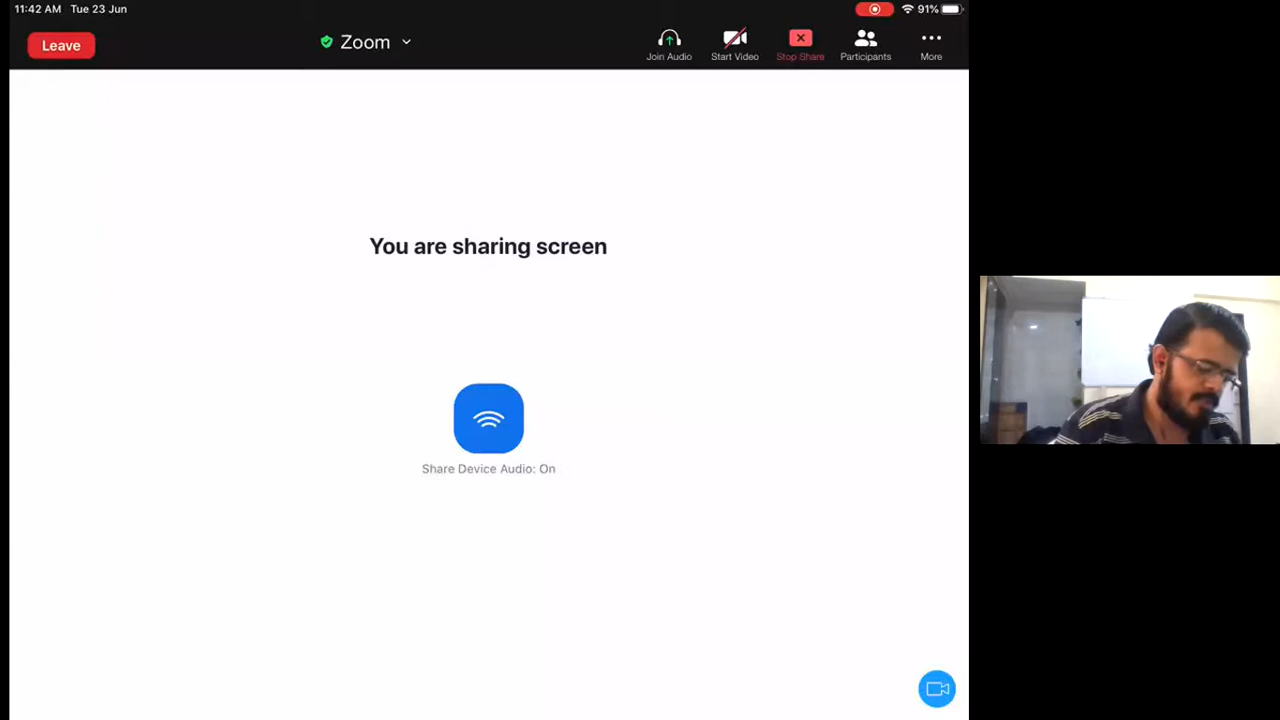 11:42 AM Tue 23 Jun
91%
Leave
Zoom
Join Audio
Start Video
Stop Share
Participants
More
You are sharing screen
Share Device Audio: On